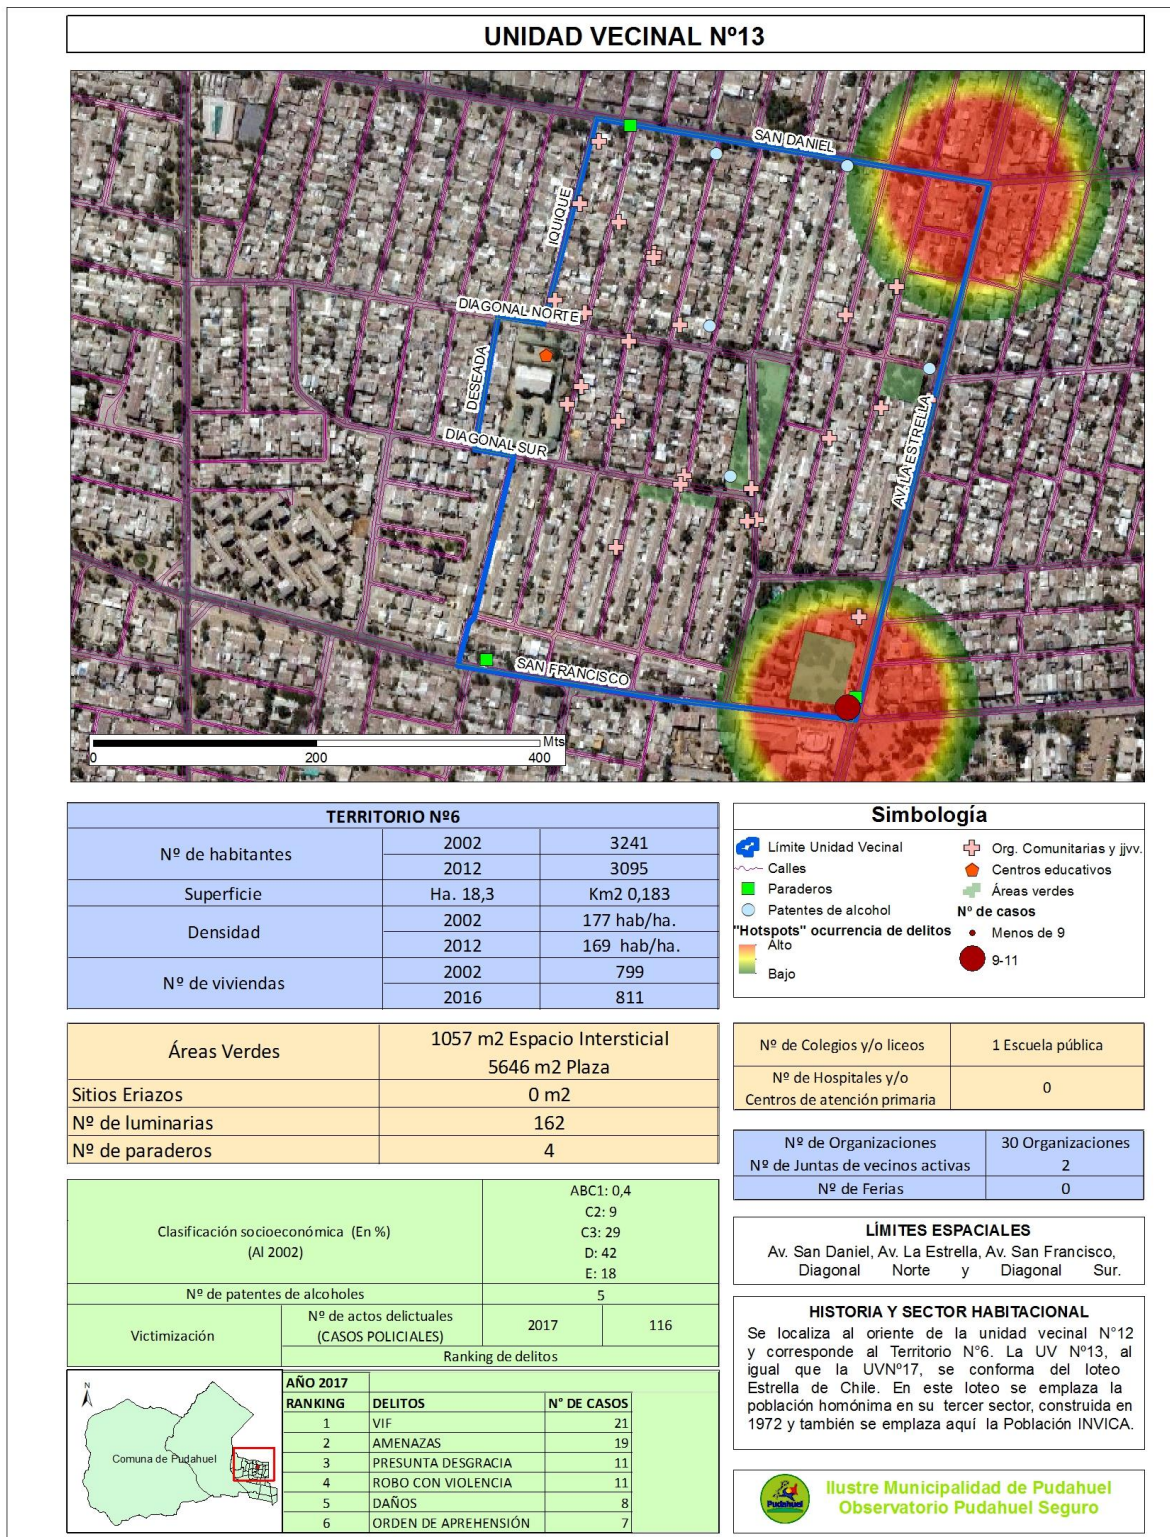 UNIDAD VECINAL Nº13
SAN DANIEL
IQUIQUE
DIAGONAL NORTE
DESEADA
DIAGONAL SUR
AV. LA ESTRELLA
SAN FRANCISCO
Mts
0 200 400
TERRITORIO Nº6
Nº de habitantes 2002 3241
2012 3095
Superficie Ha. 18,3 Km2 0,183
Densidad 2002 177 hab/ha.
2012 169 hab/ha.
Nº de viviendas 2002 799
2016 811
Simbología
Límite Unidad Vecinal
Calles
Paraderos
Patentes de alcohol
"Hotspots" ocurrencia de delitos
Alto
Bajo
Org. Comunitarias y jjvv.
Centros educativos
Áreas verdes
Nº de casos
Menos de 9
9-11
Áreas Verdes 1057 m2 Espacio Intersticial
5646 m2 Plaza
Sitios Eriazos 0 m2
Nº de luminarias 162
Nº de paraderos 4
Nº de Colegios y/o liceos 1 Escuela pública
Nº de Hospitales y/o
Centros de atención primaria 0
Nº de Organizaciones 30 Organizaciones
Nº de Juntas de vecinos activas 2
Nº de Ferias 0
Clasificación socioeconómica (En %)
(Al 2002)
ABC1: 0,4
C2: 9
C3: 29
D: 42
E: 18
Nº de patentes de alcoholes 5
Victimización
Nº de actos delictuales
(CASOS POLICIALES) 2017 116
Ranking de delitos
LÍMITES ESPACIALES
Av. San Daniel, Av. La Estrella, Av. San Francisco,
Diagonal Norte y Diagonal Sur.
HISTORIA Y SECTOR HABITACIONAL
Se localiza al oriente de la unidad vecinal N°12
y corresponde al Territorio N°6. La UV Nº13, al
igual que la UVNº17, se conforma del loteo
Estrella de Chile. En este loteo se emplaza la
población homónima en su tercer sector, construida en
1972 y también se emplaza aquí la Población INVICA.
N
Comuna de Pudahuel
AÑO 2017
RANKING DELITOS N° DE CASOS
1 VIF 21
2 AMENAZAS 19
3 PRESUNTA DESGRACIA 11
4 ROBO CON VIOLENCIA 11
5 DAÑOS 8
6 ORDEN DE APREHENSIÓN 7
Pudahuel
Ilustre Municipalidad de Pudahuel
Observatorio Pudahuel Seguro